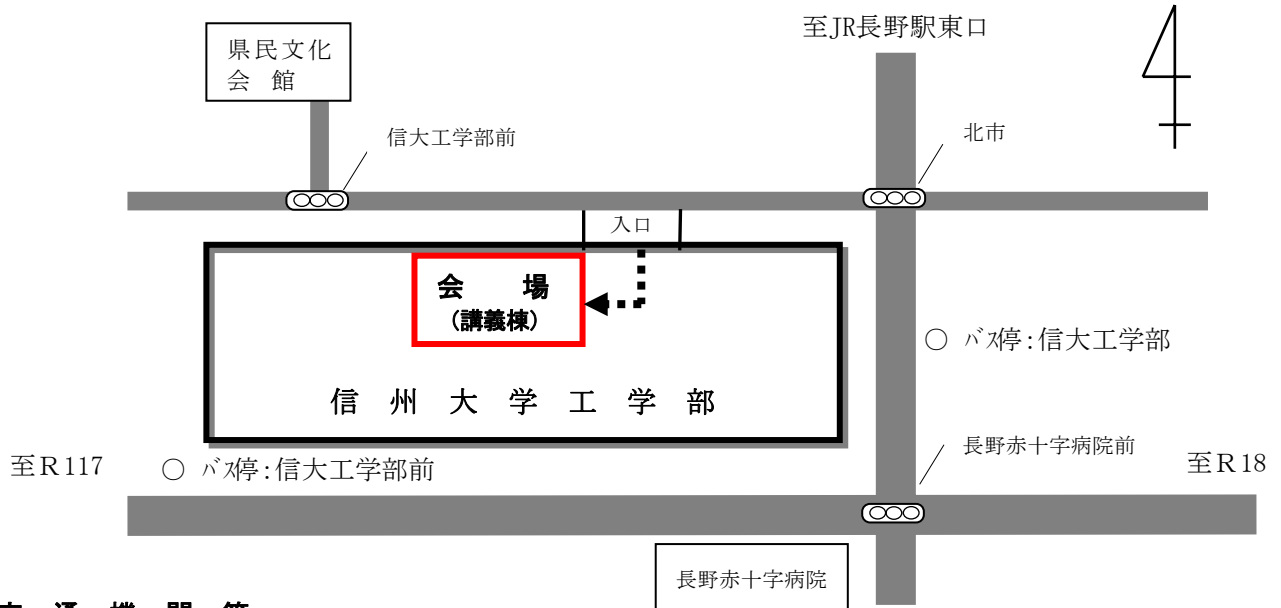 至JR長野駅東口
県民文化
会　館
信大工学部前
北市
入口
会　場
（講義棟）
○ バス停：信大工学部
信　州　大　学　工　学　部
長野赤十字病院前
至R117
○ バス停：信大工学部前
至R18
長野赤十字病院